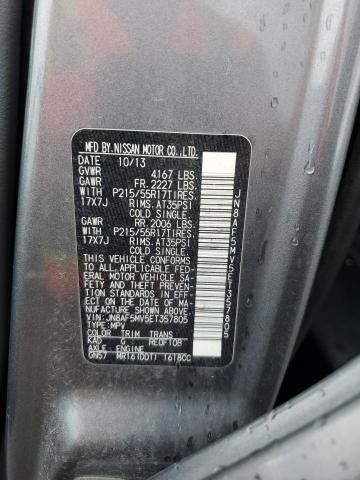 MFD.BY.NISSAN MOTOR CO.,LTD.
DATE 10/13
GVWR 4167 LBS.
GAWR FR.2227 LBS.
WITH P215/55R17TIRES.
17X7J RIMS.AT35PSI
COLD SINGLE.
GAWR RR.2006 LBS.
WITH P215/55R17TIRES.
17X7J RIMS.AT35PSI
COLD SINGLE.
THIS VEHICLE CONFORMS
TO ALL APPLICABLE FED-
ERAL MOTOR VEHICLE SA-
FETY AND THEFT PREVEN-
TION STANDARDS IN EFF-
ECT ON THE DATE OF MA-
NUFACTURE SHOWN ABOVE.
VIN:JN8AF5MV5ET357805
TYPE:MPV
COLOR TRIM TRANS
KAD G RE0F10B
AXLE ENGINE
GN57 MR16(DDT) 1618CC
JN8AF5MV5ET357805